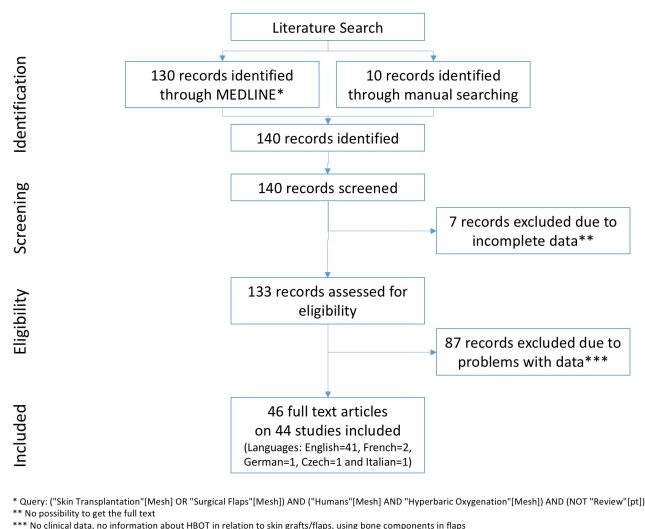 Literature Search
130 records identified
through MEDLINE*
10 records identified
through manual searching
140 records identified
Identification
140 records screened
Screening
7 records excluded due to
incomplete data**
133 records assessed for
eligibility
Eligibility
87 records excluded due to
problems with data***
46 full text articles
on 44 studies included
(Languages: English=41, French=2,
German=1, Czech=1 and Italian=1)
Included
* Query: ("Skin Transplantation"[Mesh] OR "Surgical Flaps"[Mesh]) AND ("Humans"[Mesh] AND "Hyperbaric Oxygenation"[Mesh]) AND (NOT "Review"[pt])
** No possibility to get the full text
*** No clinical data, no information about HBOT in relation to skin grafts/flaps, using bone components in flaps